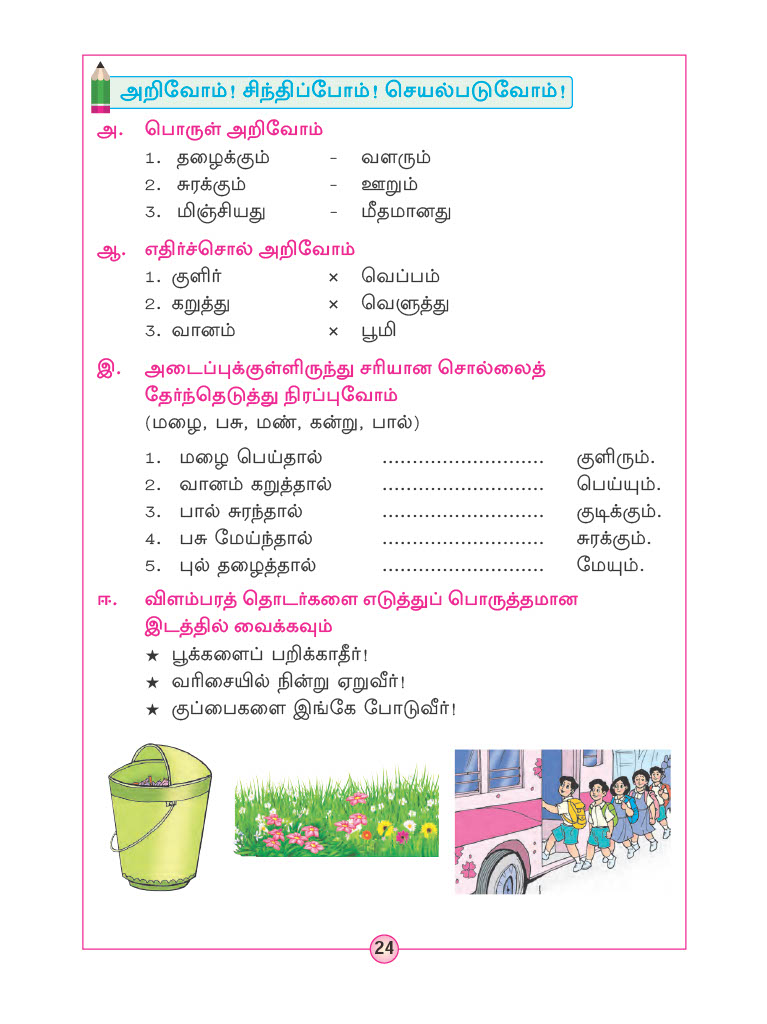 அறிவோம்! சிந்திப்போம்! செயல்படுவோம்!
அ. பொருள் அறிவோம்
1. தழைக்கும் - வளரும்
2. சுரக்கும் - ஊறும்
3. மிஞ்சியது - மீதமானது
ஆ. எதிர்ச்சொல் அறிவோம்
1. குளிர் × வெப்பம்
2. கறுத்து × வெளுத்து
3. வானம் × பூமி
இ. அடைப்புக்குள்ளிருந்து சரியான சொல்லைத்
தேர்ந்தெடுத்து நிரப்புவோம்
(மழை, பசு, மண், கன்று, பால்)
1. மழை பெய்தால் ........................... குளிரும்.
2. வானம் கறுத்தால் ........................... பெய்யும்.
3. பால் சுரந்தால் ........................... குடிக்கும்.
4. பசு மேய்ந்தால் ........................... சுரக்கும்.
5. புல் தழைத்தால் ........................... மேயும்.
ஈ. விளம்பரத் தொடர்களை எடுத்துப் பொருத்தமான
இடத்தில் வைக்கவும்
★ பூக்களைப் பறிக்காதீர்!
★ வரிசையில் நின்று ஏறுவீர்!
★ குப்பைகளை இங்கே போடுவீர்!
24